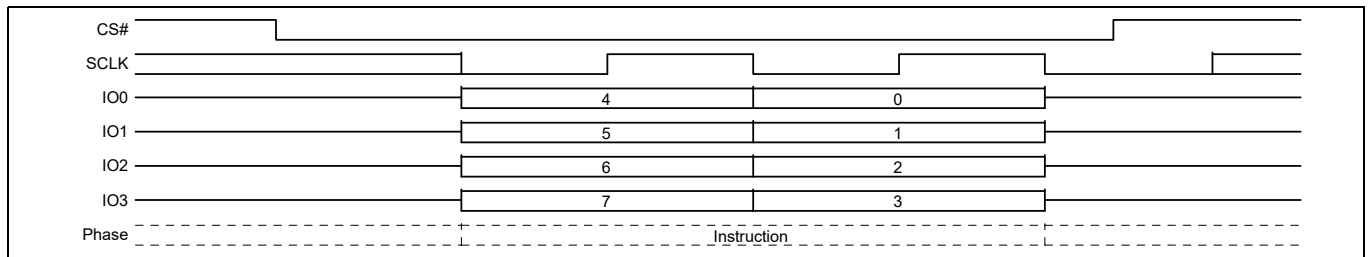 CS#
SCLK
IO0 4 0
IO1 5 1
IO2 6 2
IO3 7 3
Phase Instruction